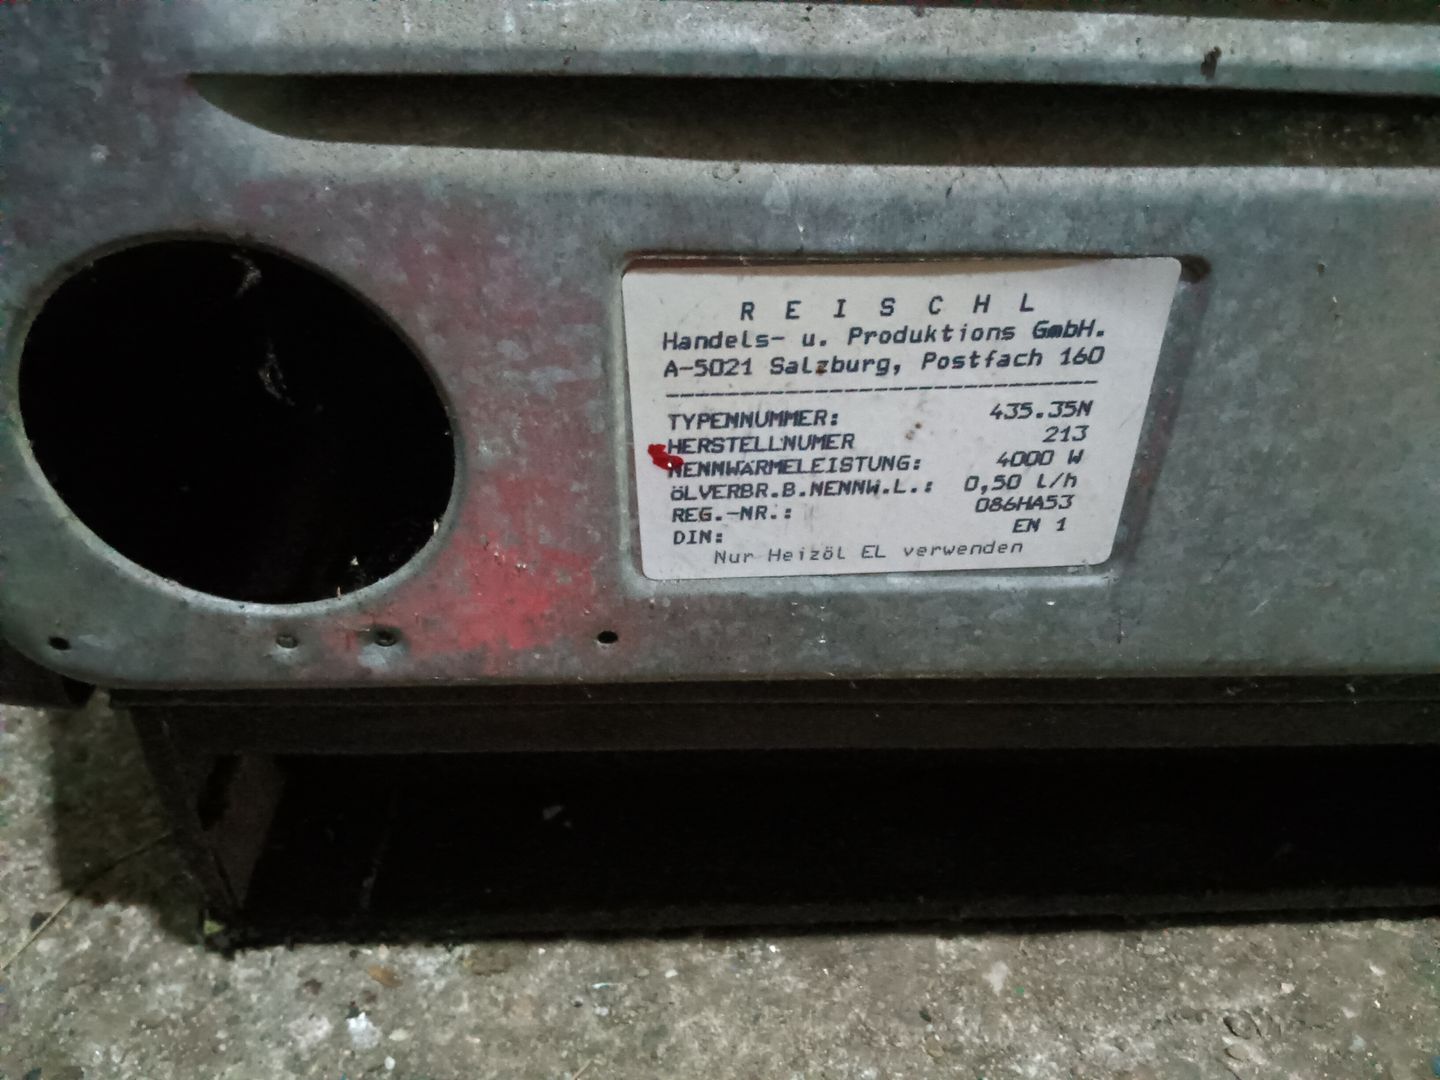 REISCHL
Handels- u. Produktions GmbH.
A-5021 Salzburg, Postfach 160
TYPENNUMMER: 435.35N
HERSTELLNUMER 213
NENNWÄRMELEISTUNG: 4000 W
ÖLVERBR.B.NENNW.L.: 0,50 l/h
REG.-NR.: 086HA53
DIN: EN 1
Nur Heizöl EL verwenden